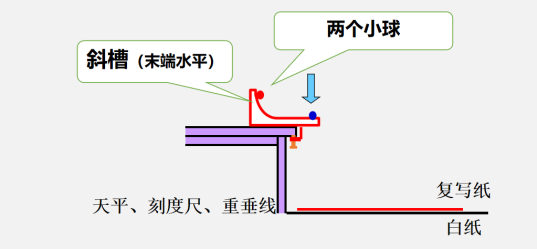 两个小球
斜槽（末端水平）
复写纸
天平、刻度尺、重垂线
白纸